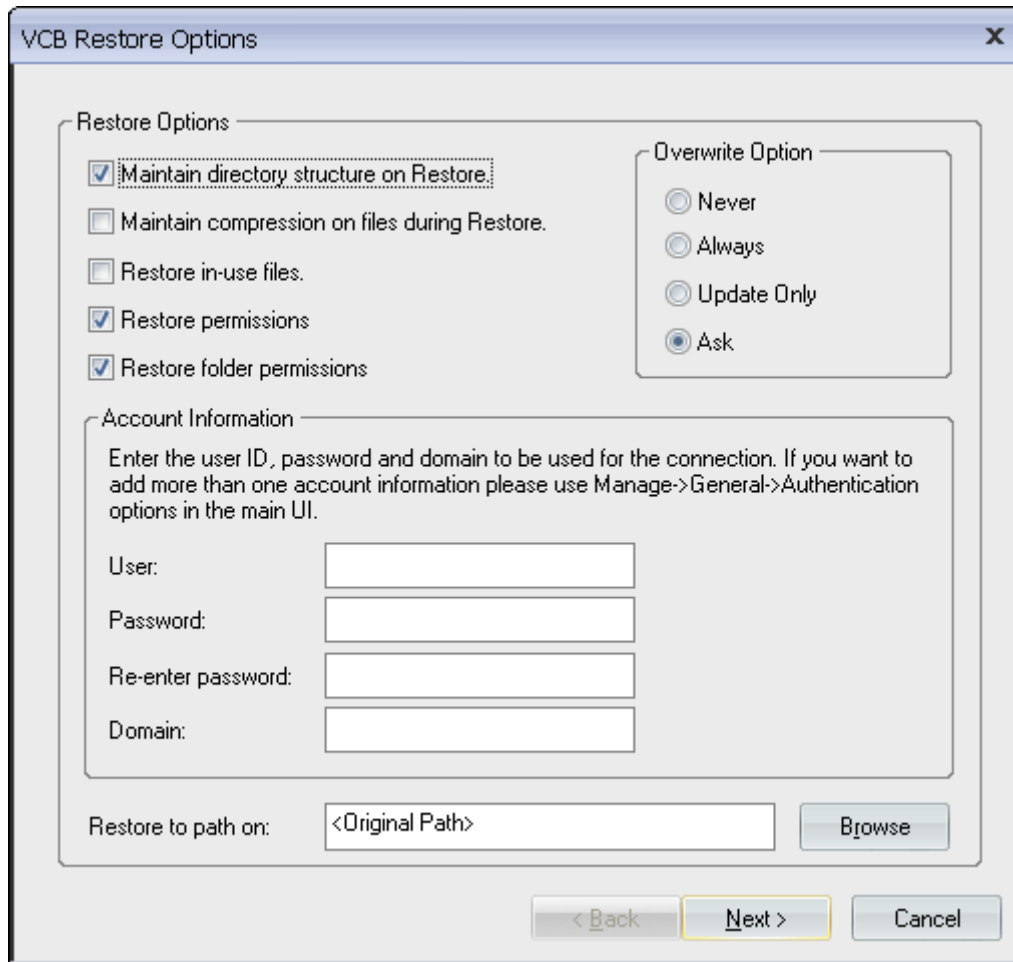 VCB Restore Options
x
Restore Options
Maintain directory structure on Restore.
Maintain compression on files during Restore.
Restore in-use files.
Restore permissions
Restore folder permissions
Overwrite Option
Never
Always
Update Only
Ask
Account Information
Enter the user ID, password and domain to be used for the connection. If you want to
add more than one account information please use Manage->General->Authentication
options in the main UI.
User:
Password:
Re-enter password:
Domain:
Restore to path on:
<Original Path>
Browse
< Back
Next >
Cancel